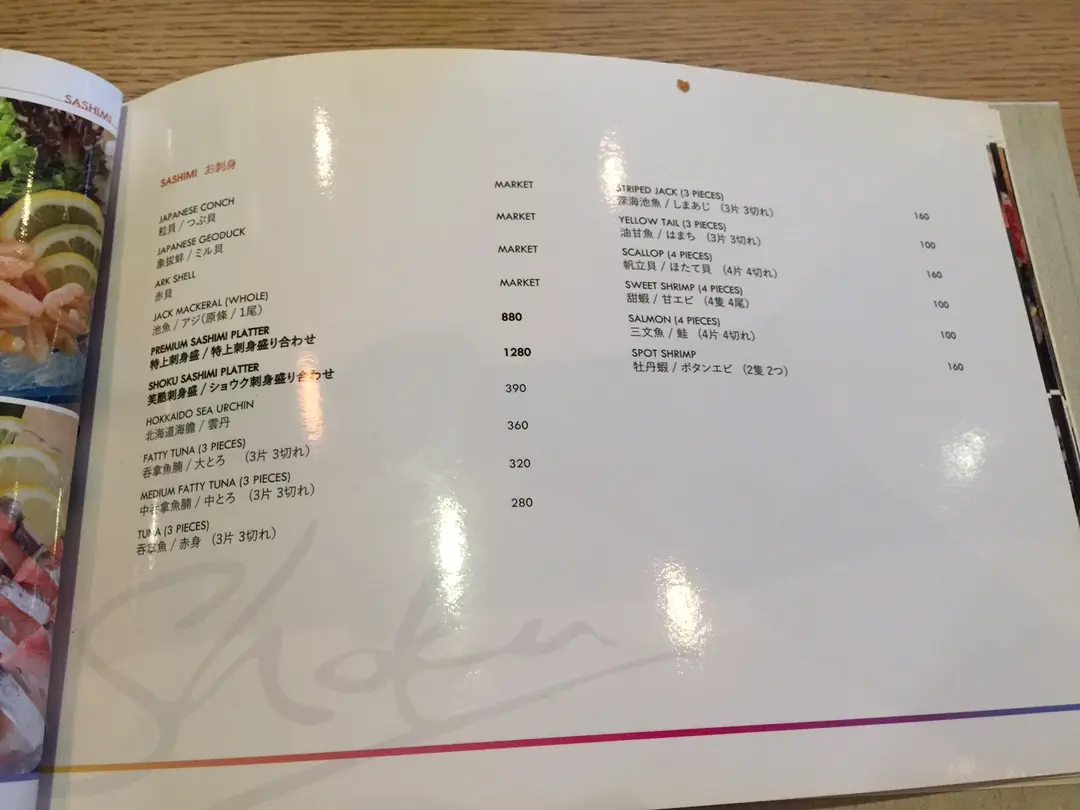 SASHIMI
SASHIMI お刺身
JAPANESE CONCH MARKET
粒貝 / つぶ貝
JAPANESE GEODUCK MARKET
象拔蚌 / ミル貝
ARK SHELL MARKET
赤貝
JACK MACKERAL (WHOLE) MARKET
池魚 / アジ(原條 / 1尾)
PREMIUM SASHIMI PLATTER 880
特上刺身盛 / 特上刺身盛り合わせ
SHOKU SASHIMI PLATTER 1280
笑酷刺身盛 / ショウク刺身盛り合わせ
HOKKAIDO SEA URCHIN 390
北海道海膽 / 雲丹
FATTY TUNA (3 PIECES) 360
吞拿魚腩 / 大とろ (3片 3切れ)
MEDIUM FATTY TUNA (3 PIECES) 320
中吞拿魚腩 / 中とろ (3片 3切れ)
TUNA (3 PIECES) 280
吞拿魚 / 赤身 (3片 3切れ)
STRIPED JACK (3 PIECES) 160
深海池魚 / しまあじ (3片 3切れ)
YELLOW TAIL (3 PIECES) 100
油甘魚 / はまち (3片 3切れ)
SCALLOP (4 PIECES) 160
帆立貝 / ほたて貝 (4片 4切れ)
SWEET SHRIMP (4 PIECES) 100
甜蝦 / 甘エビ (4隻 4尾)
SALMON (4 PIECES) 100
三文魚 / 鮭 (4片 4切れ)
SPOT SHRIMP 160
牡丹蝦 / ボタンエビ (2隻 2つ)
Shoku